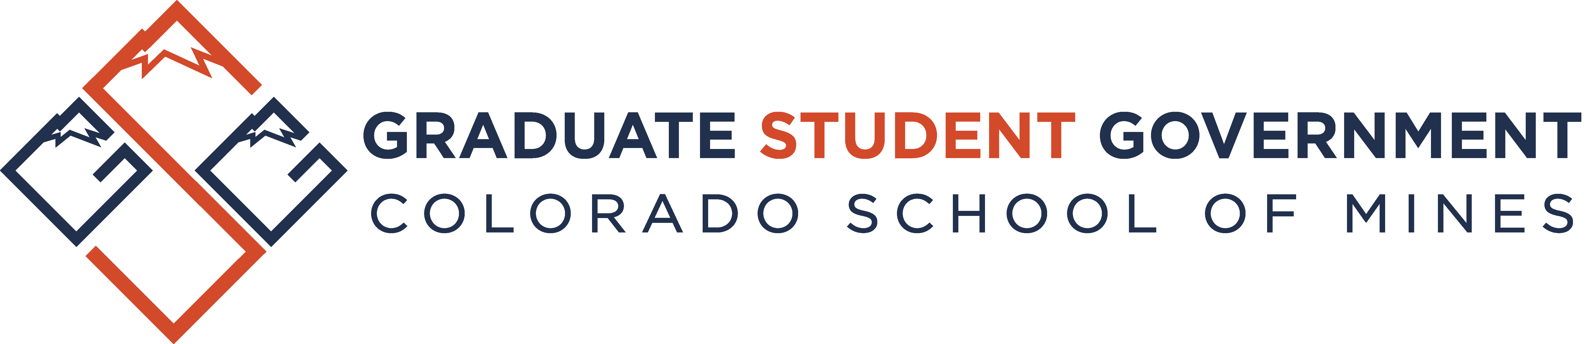 GRADUATE STUDENT GOVERNMENT
COLORADO SCHOOL OF MINES